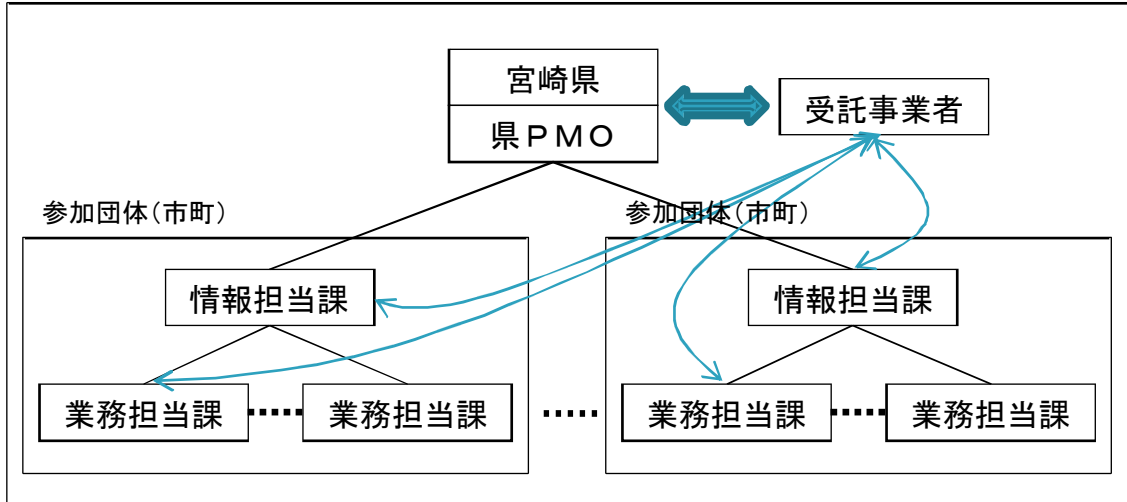 宮崎県
県ＰＭＯ
受託事業者
参加団体（市町）
参加団体（市町）
情報担当課
情報担当課
業務担当課
業務担当課
業務担当課
業務担当課